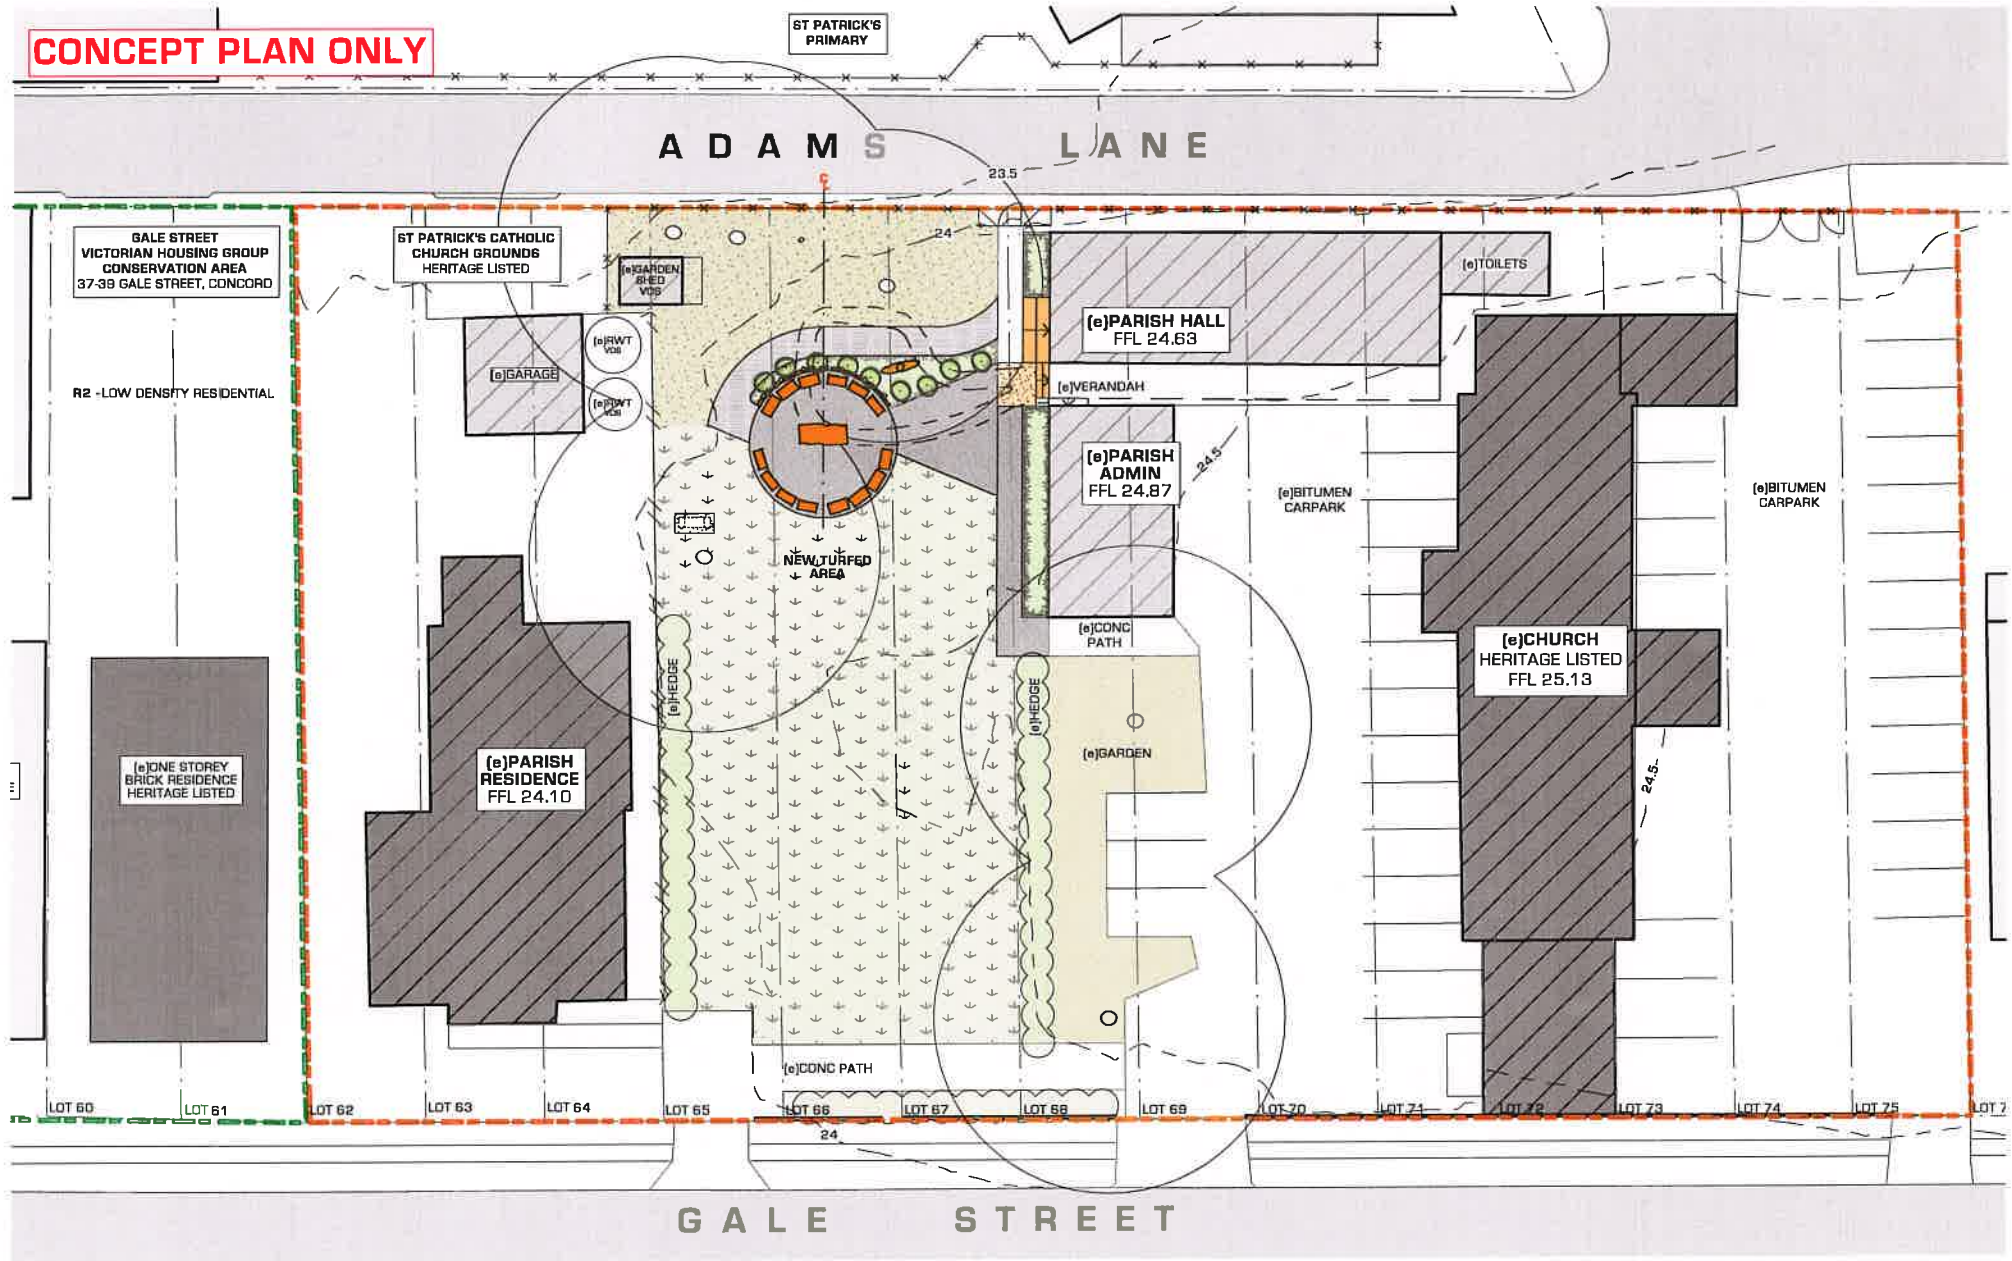 CONCEPT PLAN ONLY
ST PATRICK'S
PRIMARY
ADAMS LANE
23.5
24
GALE STREET
VICTORIAN HOUSING GROUP
CONSERVATION AREA
37-39 GALE STREET, CONCORD
ST PATRICK'S CATHOLIC
CHURCH GROUNDS
HERITAGE LISTED
(e)GARDEN
SHED
VOS
(e)TOILETS
(e)PARISH HALL
FFL 24.63
(e)RWT
VOS
(e)GARAGE
(e)RWT
VOS
R2 -LOW DENSITY RESIDENTIAL
(e)VERANDAH
(e)PARISH
ADMIN
FFL 24.87
24.5
(e)BITUMEN
CARPARK
(e)BITUMEN
CARPARK
NEW TURFED
AREA
(e)CONC
PATH
(e)HEDGE
(e)HEDGE
(e)CHURCH
HERITAGE LISTED
FFL 25.13
(e)GARDEN
(e)ONE STOREY
BRICK RESIDENCE
HERITAGE LISTED
(e)PARISH
RESIDENCE
FFL 24.10
24.5
(e)CONC PATH
LOT 60
LOT 61
LOT 62
LOT 63
LOT 64
LOT 65
LOT 66
LOT 67
LOT 68
LOT 69
LOT 70
LOT 71
LOT 72
LOT 73
LOT 74
LOT 75
LOT 7
24
GALE STREET